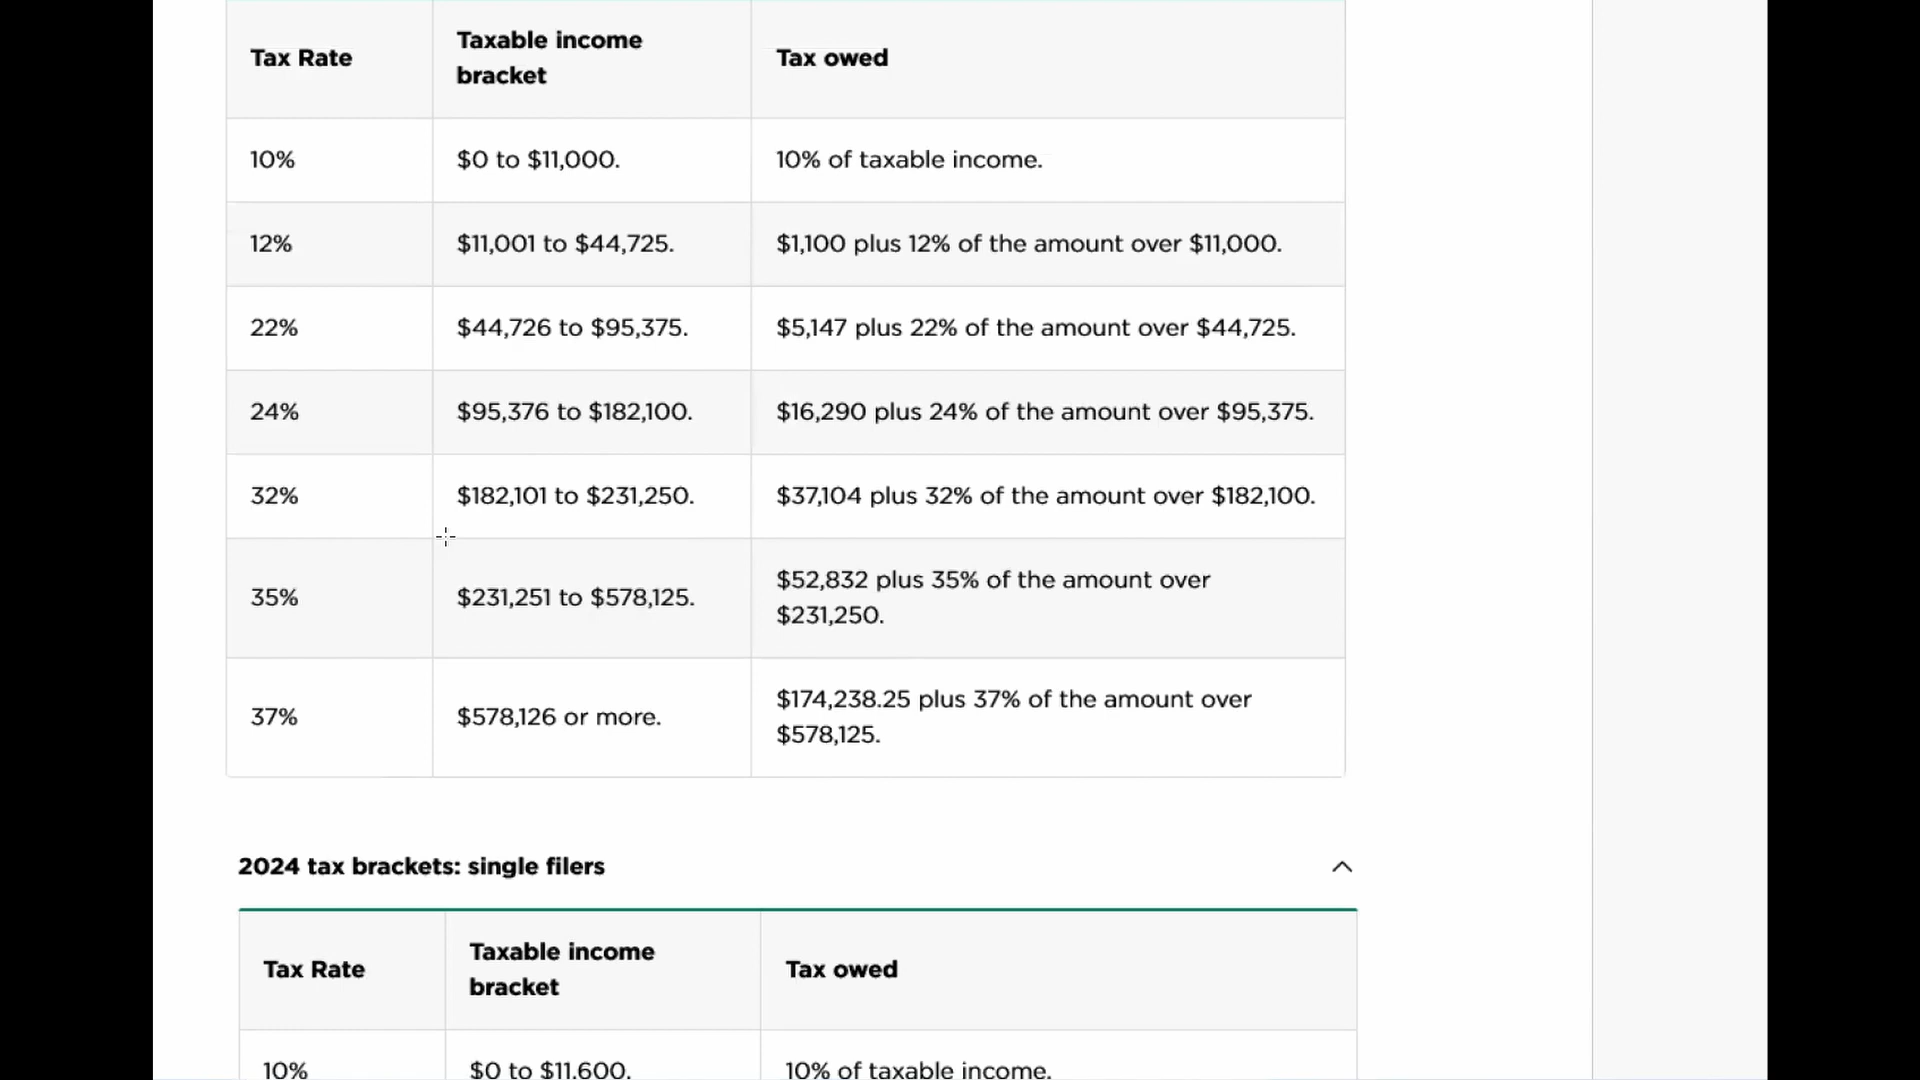 Tax Rate
Taxable income
bracket
Tax owed
10%
$0 to $11,000.
10% of taxable income.
12%
$11,001 to $44,725.
$1,100 plus 12% of the amount over $11,000.
22%
$44,726 to $95,375.
$5,147 plus 22% of the amount over $44,725.
24%
$95,376 to $182,100.
$16,290 plus 24% of the amount over $95,375.
32%
$182,101 to $231,250.
$37,104 plus 32% of the amount over $182,100.
35%
$231,251 to $578,125.
$52,832 plus 35% of the amount over
$231,250.
37%
$578,126 or more.
$174,238.25 plus 37% of the amount over
$578,125.
2024 tax brackets: single filers
Tax Rate
Taxable income
bracket
Tax owed
10%
$0 to $11,600.
10% of taxable income.